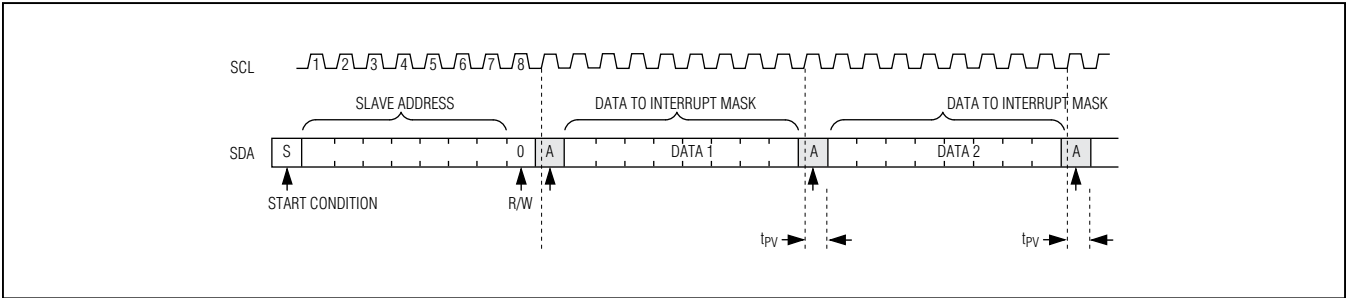 SCL 1 2 3 4 5 6 7 8
SLAVE ADDRESS DATA TO INTERRUPT MASK DATA TO INTERRUPT MASK
SDA S 0 A DATA 1 A DATA 2 A
START CONDITION R/W
tPV tPV